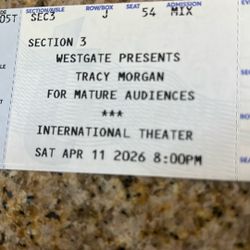 SECTION/AISLE ROW/BOX SEAT ADMISSION
05T SEC3 J 54 MIX
SECTION 3
WESTGATE PRESENTS
TRACY MORGAN
FOR MATURE AUDIENCES
***
INTERNATIONAL THEATER
SAT APR 11 2026 8:00PM